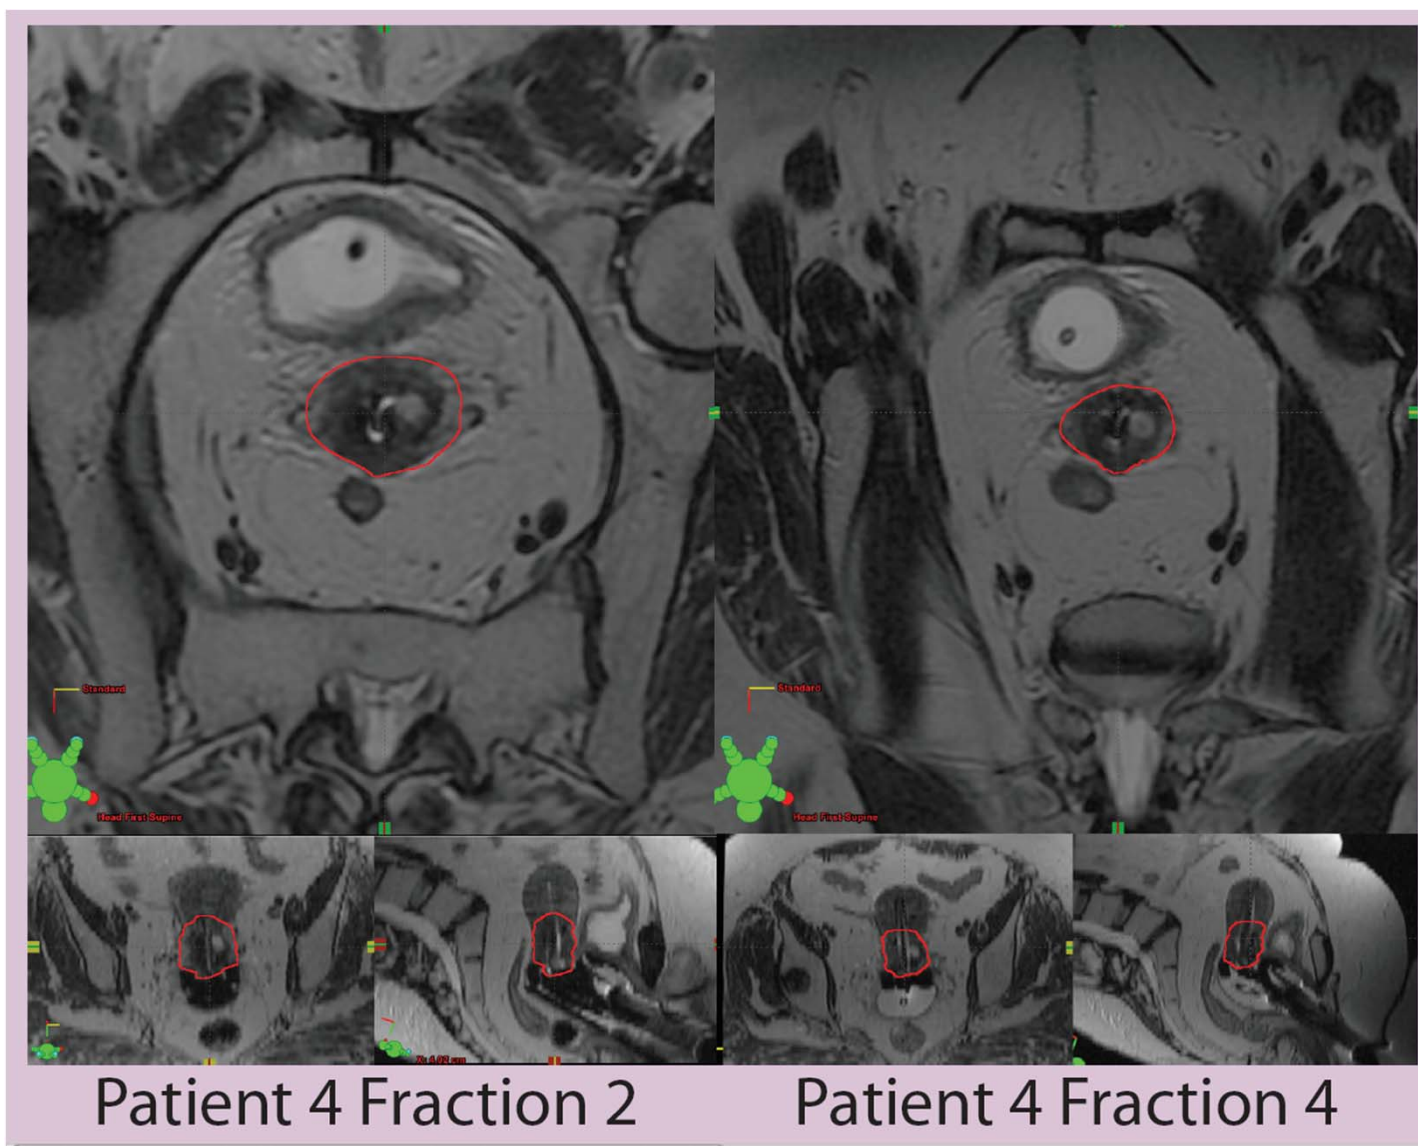 Standard
Standard
Head First Supine
Head First Supine
Patient 4 Fraction 2
Patient 4 Fraction 4